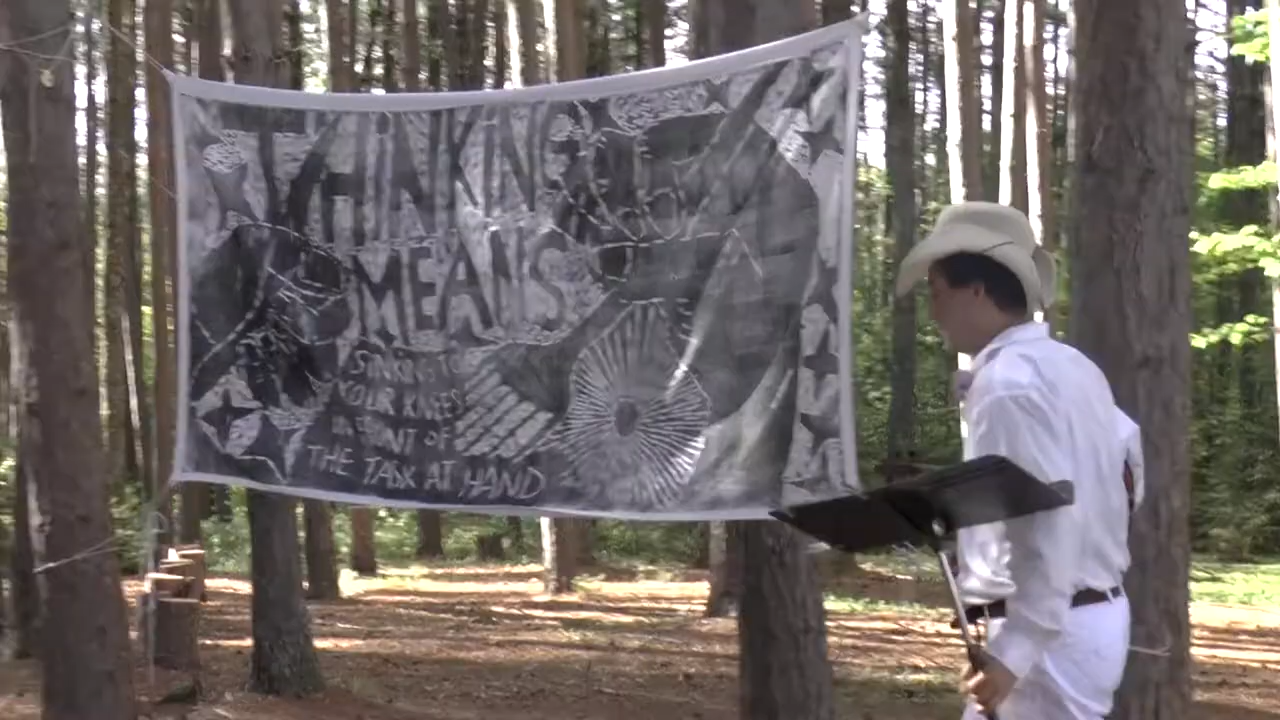 THINKING
MEANS
SINKING TO
YOUR KNEES
IN FRONT OF
THE TASK AT HAND